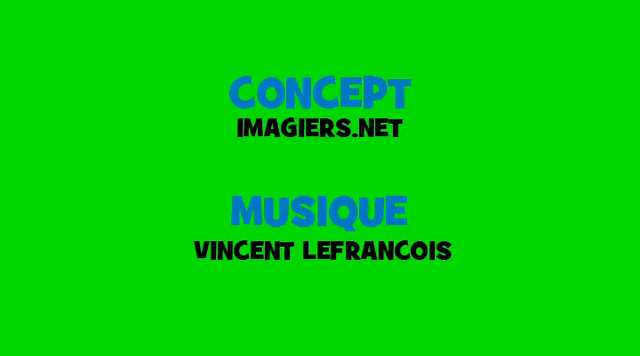 CONCEPT
IMAGIERS.NET
MUSIQUE
VINCENT LEFRANCOIS